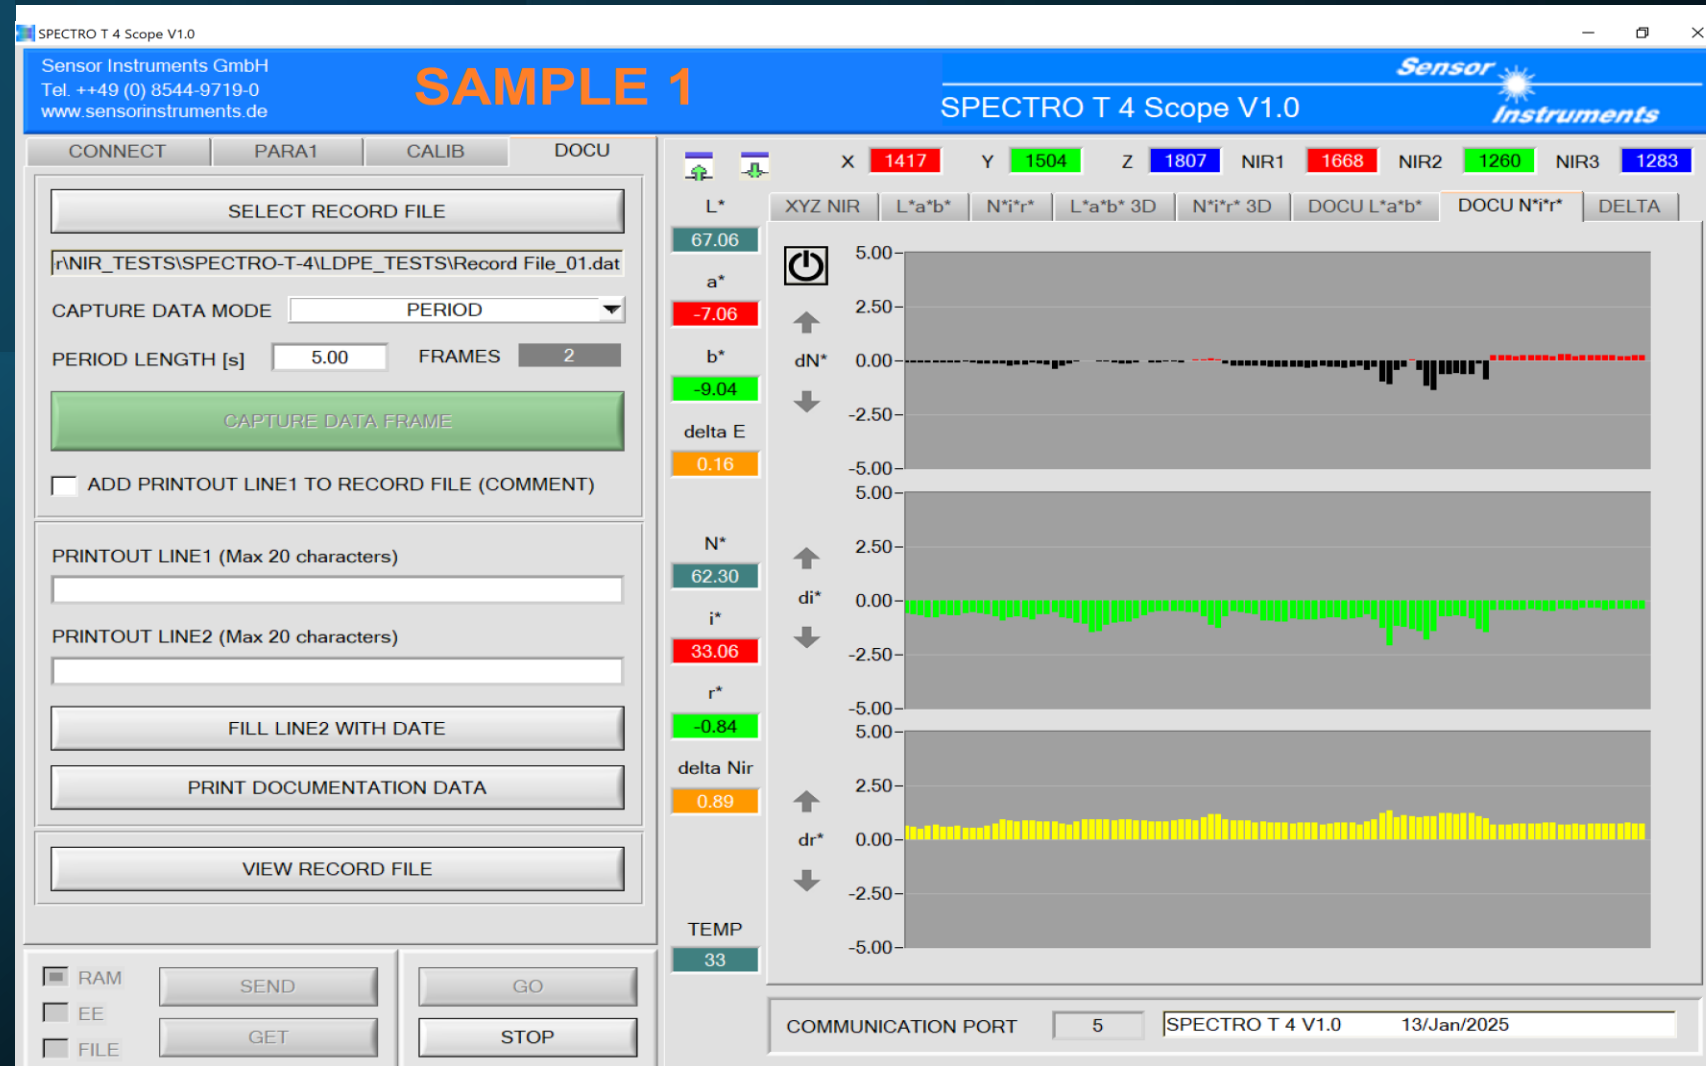 SPECTRO T 4 Scope V1.0
Sensor Instruments GmbH
Tel. ++49 (0) 8544-9719-0
www.sensorinstruments.de
SAMPLE 1
SPECTRO T 4 Scope V1.0
Sensor
Instruments
CONNECT PARA1 CALIB DOCU
SELECT RECORD FILE
r\NIR_TESTS\SPECTRO-T-4\LDPE_TESTS\Record File_01.dat
CAPTURE DATA MODE PERIOD
PERIOD LENGTH [s] 5.00 FRAMES 2
CAPTURE DATA FRAME
ADD PRINTOUT LINE1 TO RECORD FILE (COMMENT)
PRINTOUT LINE1 (Max 20 characters)
PRINTOUT LINE2 (Max 20 characters)
FILL LINE2 WITH DATE
PRINT DOCUMENTATION DATA
VIEW RECORD FILE
RAM
EE
FILE
SEND
GET
GO
STOP
L*
67.06
a*
-7.06
b*
-9.04
delta E
0.16
N*
62.30
i*
33.06
r*
-0.84
delta Nir
0.89
TEMP
33
X 1417 Y 1504 Z 1807 NIR1 1668 NIR2 1260 NIR3 1283
XYZ NIR L*a*b* N*i*r* L*a*b* 3D N*i*r* 3D DOCU L*a*b* DOCU N*i*r* DELTA
5.00
2.50
dN* 0.00
-2.50
-5.00
5.00
2.50
di* 0.00
-2.50
-5.00
5.00
2.50
dr* 0.00
-2.50
-5.00
COMMUNICATION PORT 5 SPECTRO T 4 V1.0 13/Jan/2025